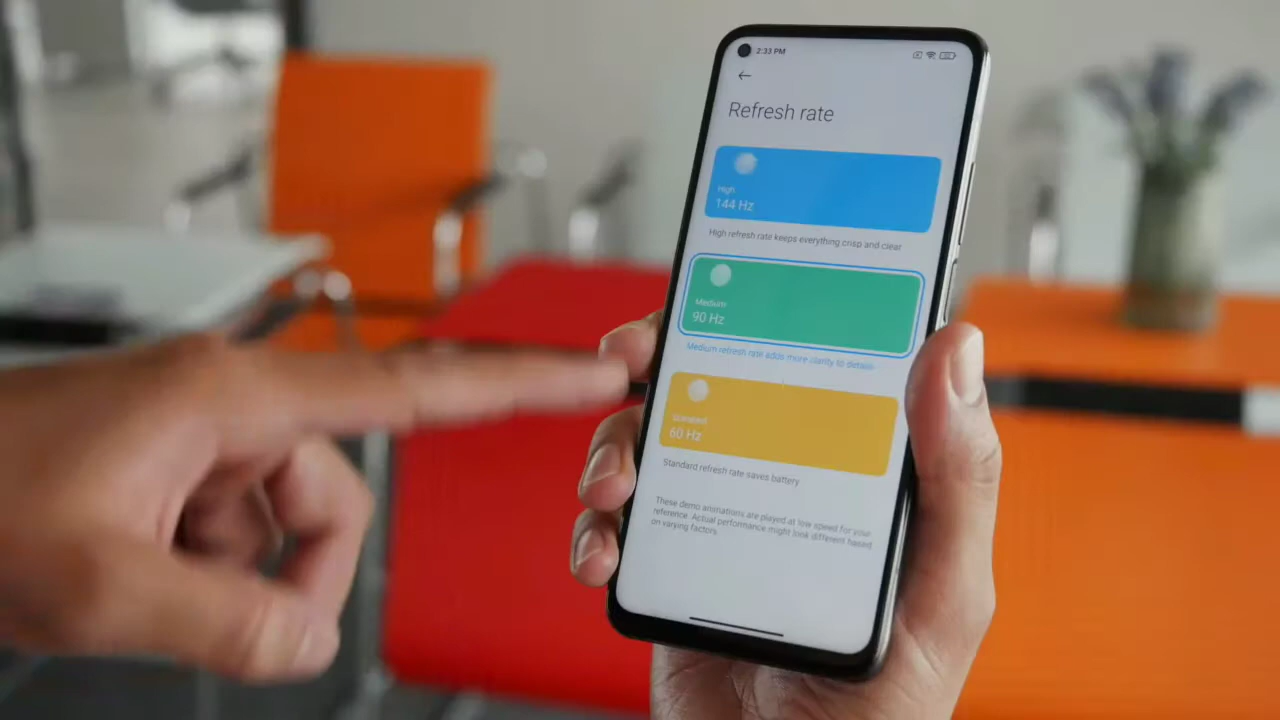 2:33 PM
Refresh rate
High
144 Hz
High refresh rate keeps everything crisp and clear
Medium
90 Hz
Medium refresh rate adds more clarity to details
Standard
60 Hz
Standard refresh rate saves battery
These demo animations are played at low speed for your
reference. Actual performance might look different based
on varying factors.